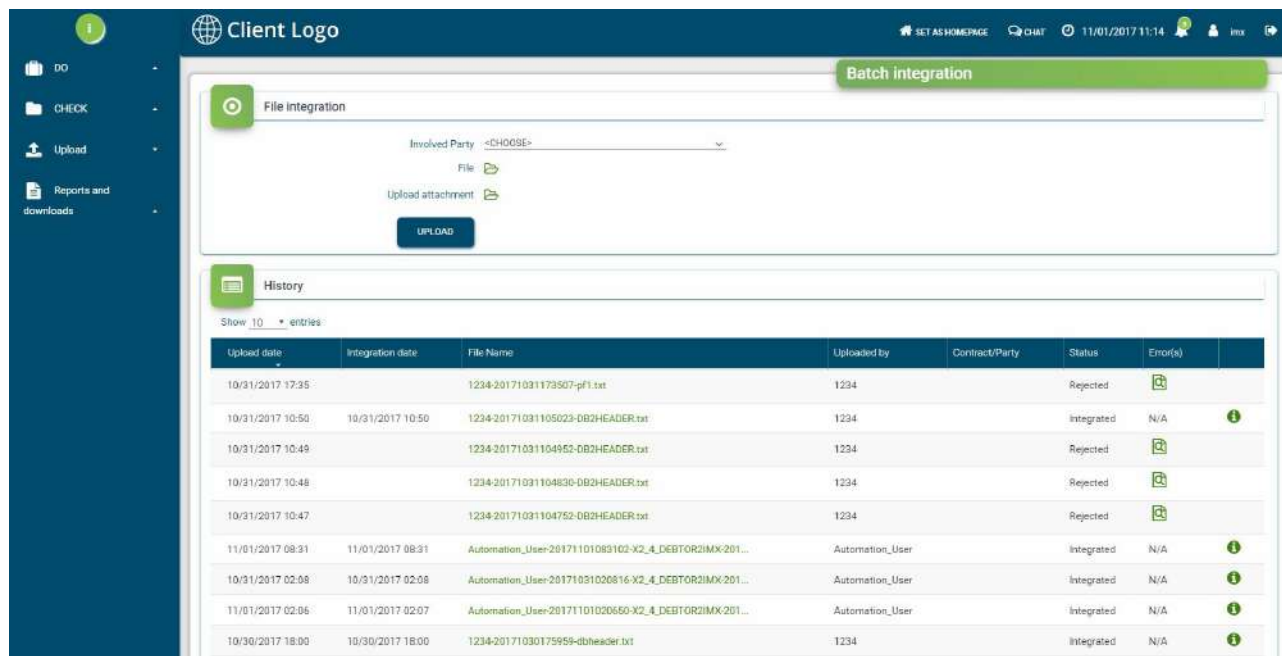 i
Client Logo
SET AS HOMEPAGE CHAT 11/01/2017 11:14 imx
DO
CHECK
Upload
Reports and
downloads
Batch integration
File integration
Involved Party <CHOOSE>
File
Upload attachment
UPLOAD
History
Show 10 entries
Upload date Integration date File Name Uploaded by Contract/Party Status Error(s)
10/31/2017 17:35 1234-20171031173507-pf1.txt 1234 Rejected
10/31/2017 10:50 10/31/2017 10:50 1234-20171031105023-DB2HEADER.txt 1234 Integrated N/A
10/31/2017 10:49 1234-20171031104952-DB2HEADER.txt 1234 Rejected
10/31/2017 10:48 1234-20171031104830-DB2HEADER.txt 1234 Rejected
10/31/2017 10:47 1234-20171031104752-DB2HEADER.txt 1234 Rejected
11/01/2017 08:31 11/01/2017 08:31 Automation_User-20171101083102-X2_4_DEBTOR2IMX-201... Automation_User Integrated N/A
10/31/2017 02:08 10/31/2017 02:08 Automation_User-20171031020816-X2_4_DEBTOR2IMX-201... Automation_User Integrated N/A
11/01/2017 02:06 11/01/2017 02:07 Automation_User-20171101020650-X2_4_DEBTOR2IMX-201... Automation_User Integrated N/A
10/30/2017 18:00 10/30/2017 18:00 1234-20171030175959-dbheader.txt 1234 Integrated N/A